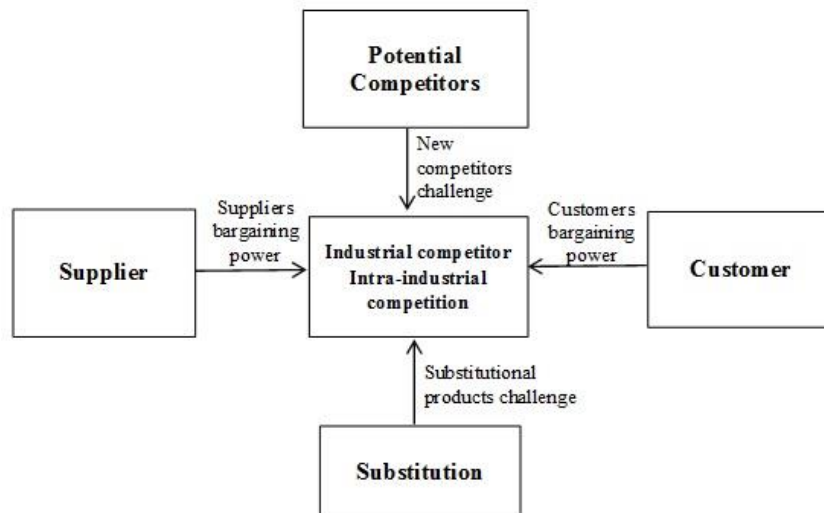 Potential
Competitors
New
competitors
challenge
Suppliers
bargaining
power
Customers
bargaining
power
Supplier
Industrial competitor
Intra-industrial
competition
Customer
Substitutional
products challenge
Substitution